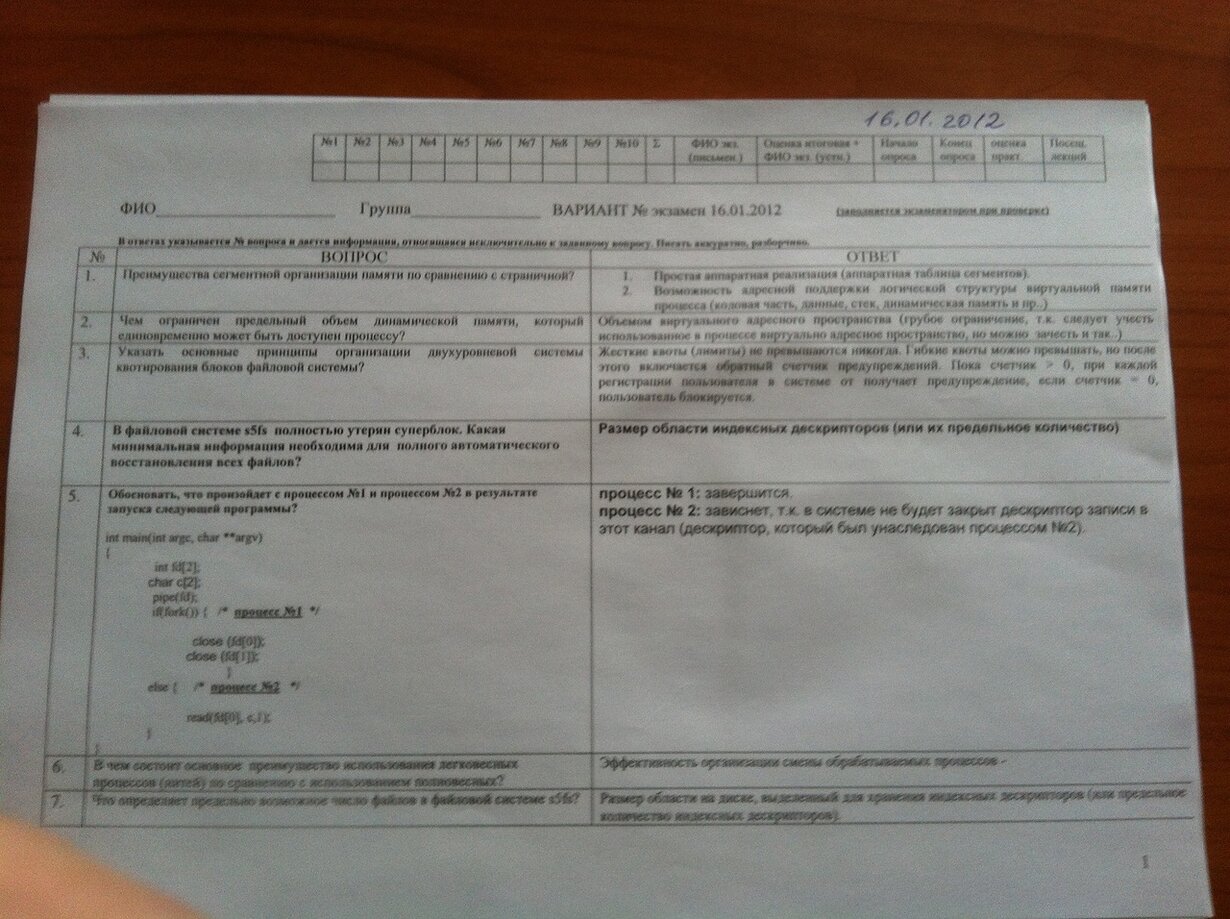 16.01.2012
№1 №2 №3 №4 №5 №6 №7 №8 №9 №10 Σ ФИО экз. (письмен.) Оценка итоговая + ФИО экз. (устн.) Начало опроса Конец опроса оценка практ. Посещ. лекций
ФИО Группа ВАРИАНТ № экзамен 16.01.2012 (заполняется экзаменатором при проверке)
В ответах указывается № вопроса и дается информация, относящаяся исключительно к заданному вопросу. Писать аккуратно, разборчиво.
№ ВОПРОС ОТВЕТ
1. Преимущества сегментной организации памяти по сравнению с страничной?
1. Простая аппаратная реализация (аппаратная таблица сегментов).
2. Возможность адресной поддержки логической структуры виртуальной памяти
процесса (кодовая часть, данные, стек, динамическая память и пр..)
2. Чем ограничен предельный объем динамической памяти, который
единовременно может быть доступен процессу?
Объемом виртуального адресного пространства (грубое ограничение, т.к. следует учесть
использованное в процессе виртуально адресное пространство, но можно зачесть и так..)
3. Указать основные принципы организации двухуровневой системы
квотирования блоков файловой системы?
Жесткие квоты (лимиты) не превышаются никогда. Гибкие квоты можно превышать, но после
этого включается обратный счетчик предупреждений. Пока счетчик > 0, при каждой
регистрации пользователя в системе от получает предупреждение, если счетчик = 0,
пользователь блокируется.
4. В файловой системе s5fs полностью утерян суперблок. Какая
минимальная информация необходима для полного автоматического
восстановления всех файлов?
Размер области индексных дескрипторов (или их предельное количество)
5. Обосновать, что произойдет с процессом №1 и процессом №2 в результате
запуска следующей программы?
int main(int argc, char **argv)
{
int fd[2];
char c[2];
pipe(fd);
if(fork()) { /* процесс №1 */
close (fd[0]);
close (fd[1]);
}
else { /* процесс №2 */
read(fd[0], c,1);
}
}
процесс № 1: завершится.
процесс № 2: зависнет, т.к. в системе не будет закрыт дескриптор записи в
этот канал (дескриптор, который был унаследован процессом №2).
6. В чем состоит основное преимущество использования легковесных
процессов (нитей) по сравнению с использованием полновесных?
Эффективность организации смены обрабатываемых процессов -
7. Что определяет предельно возможное число файлов в файловой системе s5fs?
Размер области на диске, выделенный для хранения индексных дескрипторов (или предельное
количество индексных дескрипторов).
1